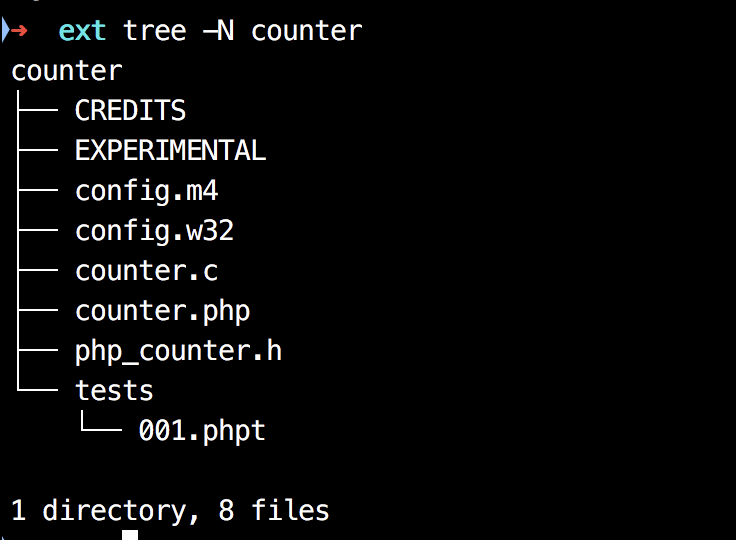 ➜ ext tree -N counter
counter
├── CREDITS
├── EXPERIMENTAL
├── config.m4
├── config.w32
├── counter.c
├── counter.php
├── php_counter.h
└── tests
    └── 001.phpt
1 directory, 8 files